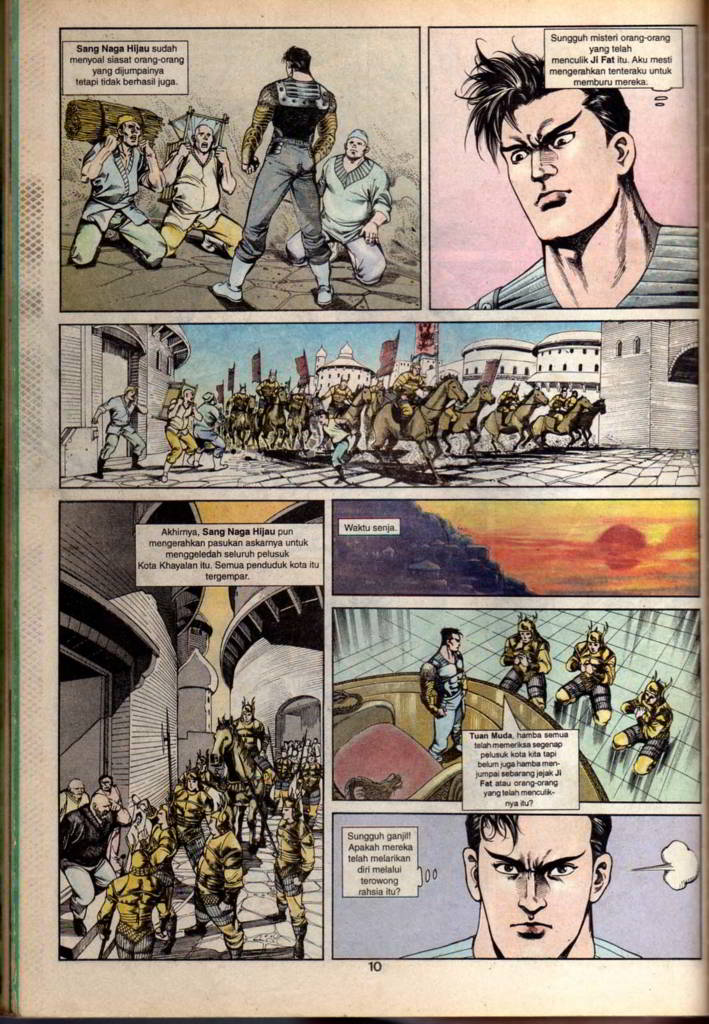 Sang Naga Hijau sudah
menyoal siasat orang-orang
yang dijumpainya
tetapi tidak berhasil juga.
Sungguh misteri orang-orang
yang telah
menculik Ji Fat itu. Aku mesti
mengerahkan tenteraku untuk
memburu mereka.
Akhirnya, Sang Naga Hijau pun
mengerahkan pasukan askarnya untuk
menggeledah seluruh pelusuk
Kota Khayalan itu. Semua penduduk kota itu
tergempar.
Waktu senja.
Tuan Muda, hamba semua
telah memeriksa segenap
pelusuk kota kita tapi
belum juga hamba men-
jumpai sebarang jejak Ji
Fat atau orang-orang
yang telah menculik-
nya itu?
Sungguh ganjil!
Apakah mereka
telah melarikan
diri melalui
terowong
rahsia itu?
10